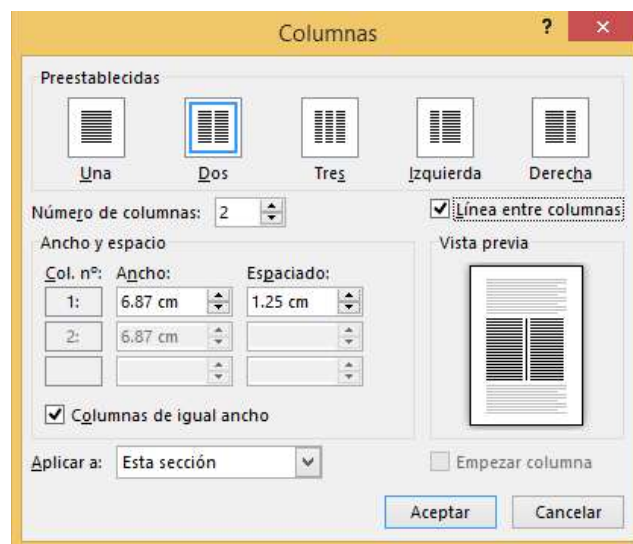 Columnas
?
×
Preestablecidas
Una Dos Tres Izquierda Derecha
Número de columnas: 2
Línea entre columnas
Ancho y espacio
Vista previa
Col. nº: Ancho: Espaciado:
1: 6.87 cm 1.25 cm
2: 6.87 cm
Columnas de igual ancho
Aplicar a: Esta sección
Empezar columna
Aceptar Cancelar